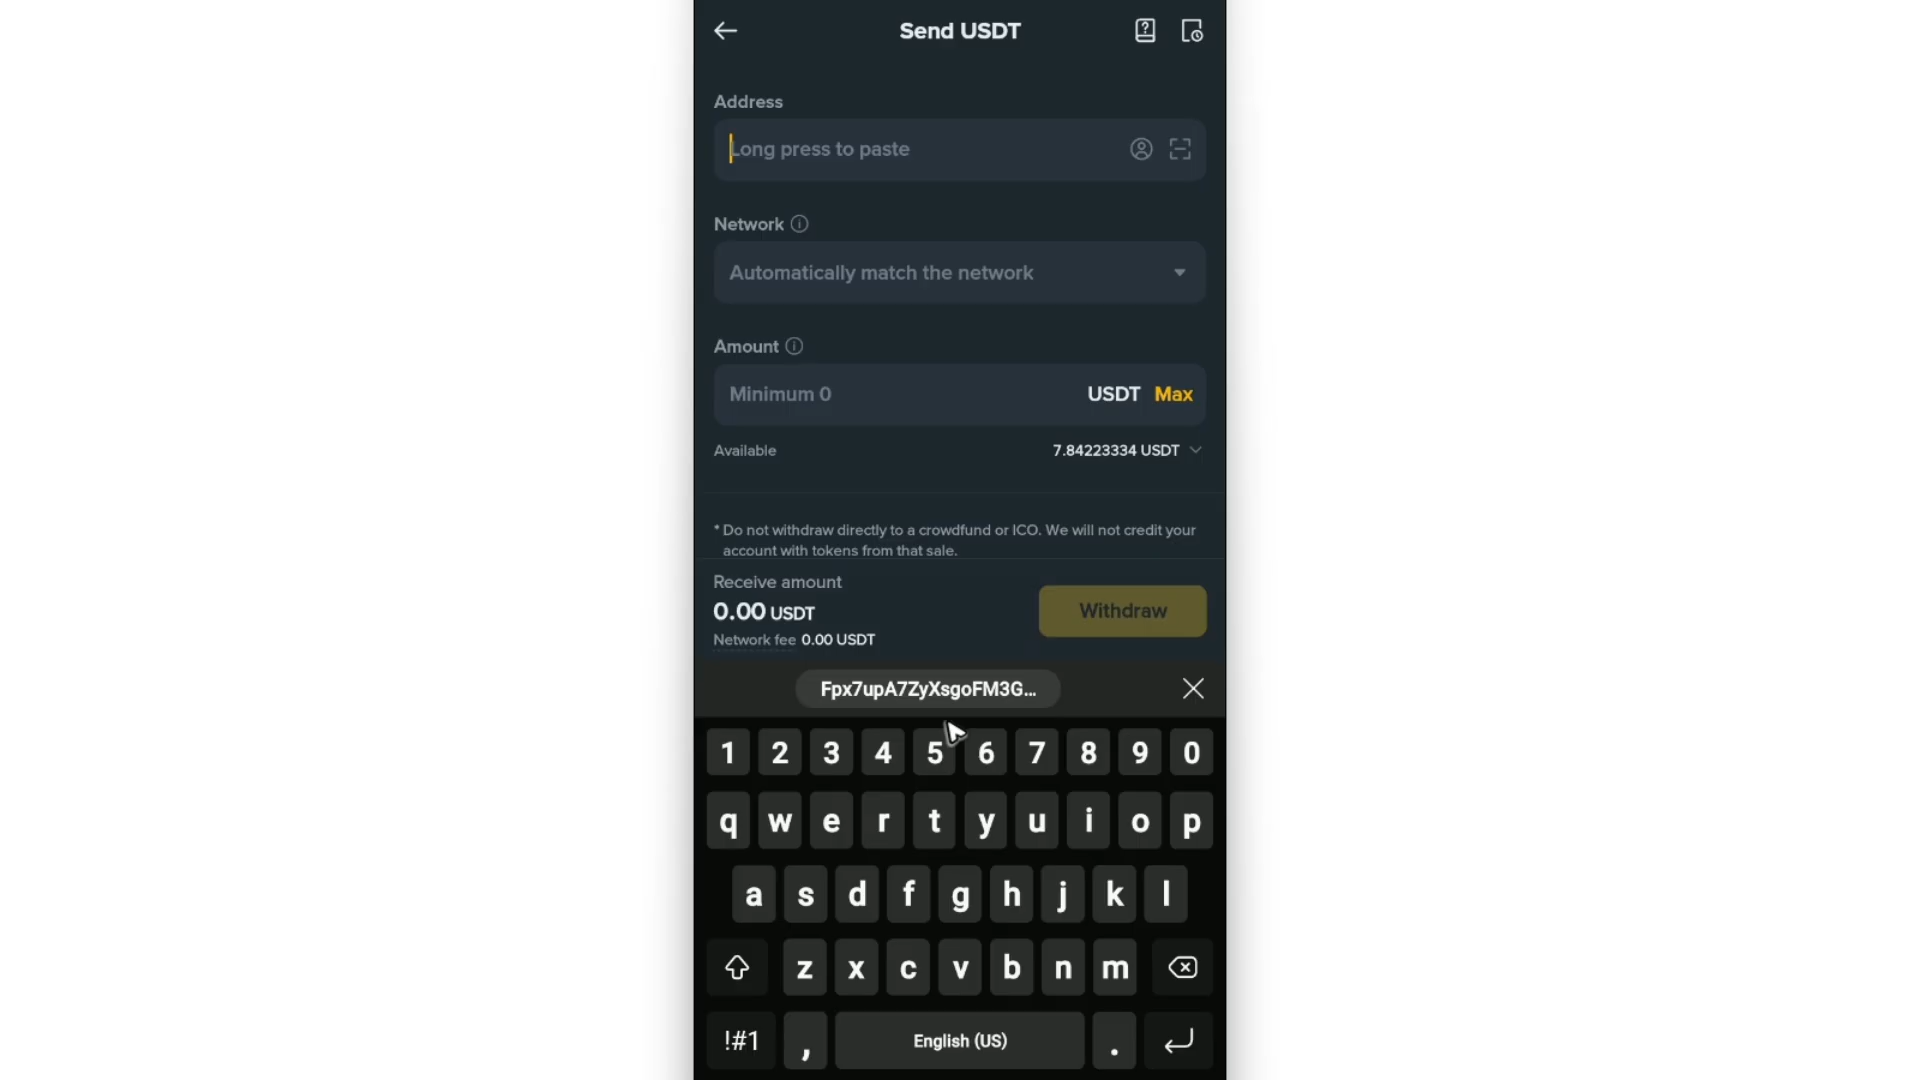 Send USDT
Address
Long press to paste
Network
Automatically match the network
Amount
Minimum 0 USDT Max
Available 7.84223334 USDT
* Do not withdraw directly to a crowdfund or ICO. We will not credit your
account with tokens from that sale.
Receive amount
0.00 USDT
Withdraw
Network fee 0.00 USDT
Fpx7upA7ZyXsgoFM3G...
1 2 3 4 5 6 7 8 9 0
q w e r t y u i o p
a s d f g h j k l
z x c v b n m
!#1 , English (US) .